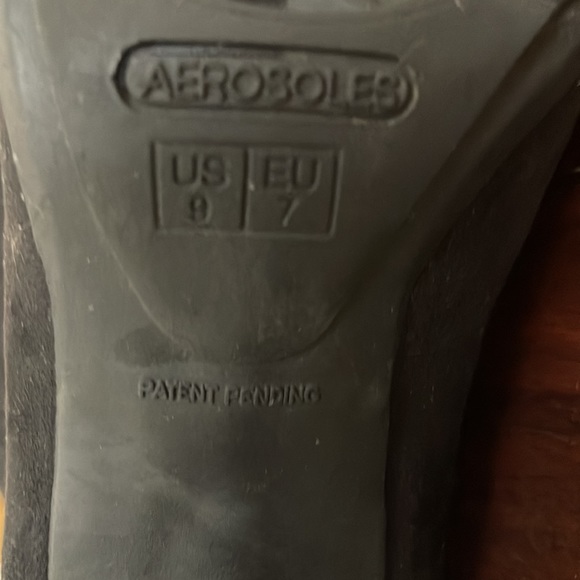 AEROSOLES
US EU
9 7
PATENT PENDING